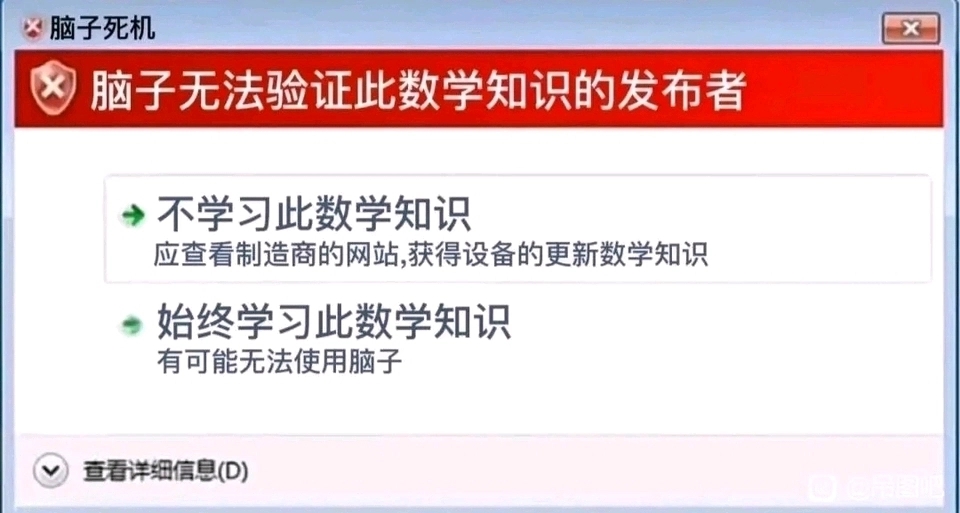 脑子死机
脑子无法验证此数学知识的发布者
不学习此数学知识
应查看制造商的网站,获得设备的更新数学知识
始终学习此数学知识
有可能无法使用脑子
查看详细信息(D)